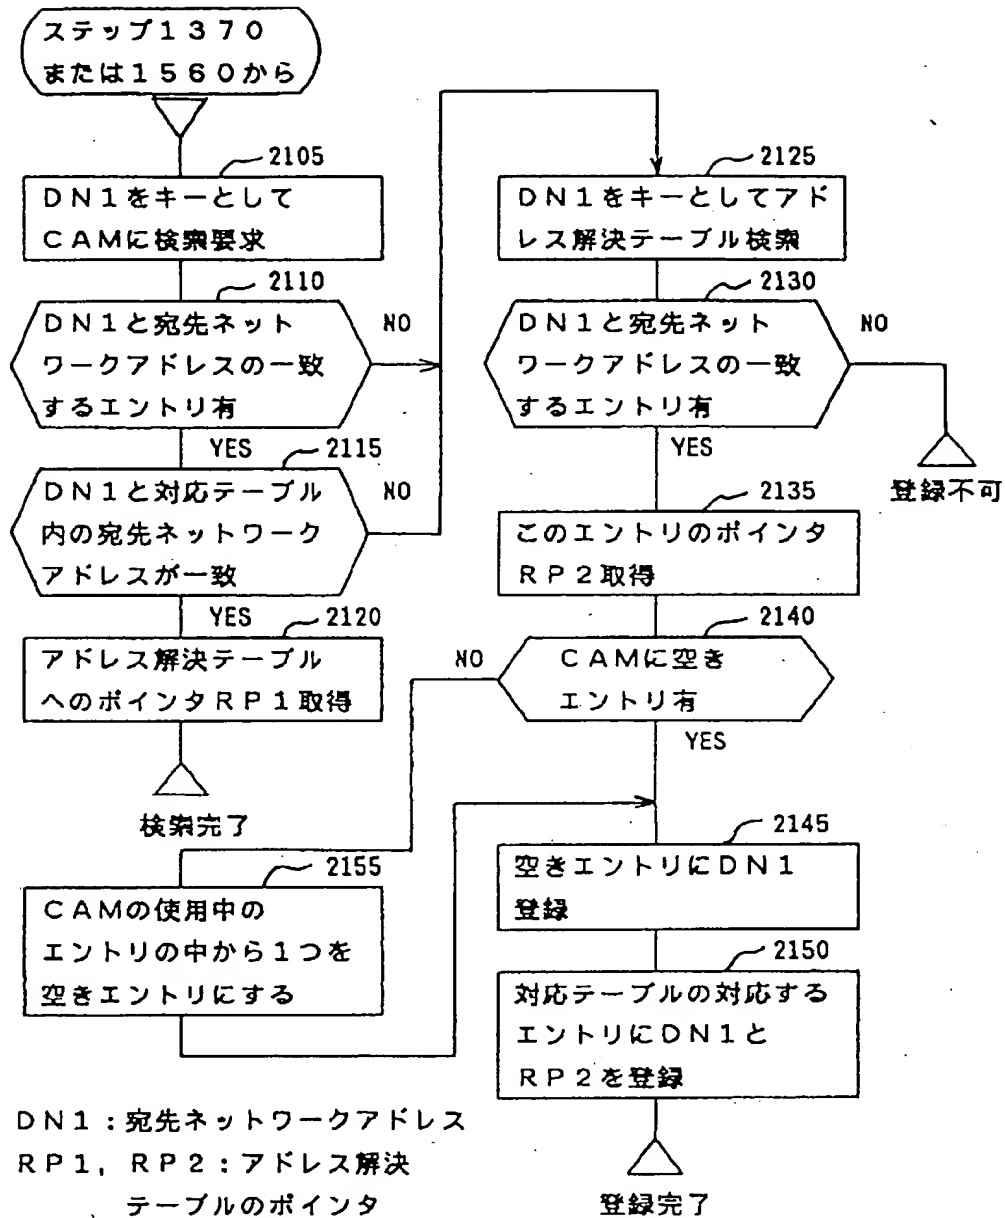 ステップ1370
または1560から
2105
DN1をキーとして
CAMに検索要求
2110
DN1と宛先ネット
ワークアドレスの一致
するエントリ有
NO
YES
2115
DN1と対応テーブル
内の宛先ネットワーク
アドレスが一致
NO
YES
2120
アドレス解決テーブル
へのポインタRP1取得
検索完了
2125
DN1をキーとしてアド
レス解決テーブル検索
2130
DN1と宛先ネット
ワークアドレスの一致
するエントリ有
NO
登録不可
YES
2135
このエントリのポインタ
RP2取得
2140
CAMに空き
エントリ有
NO
YES
2155
CAMの使用中の
エントリの中から1つを
空きエントリにする
2145
空きエントリにDN1
登録
2150
対応テーブルの対応する
エントリにDN1と
RP2を登録
登録完了
DN1:宛先ネットワークアドレス
RP1, RP2:アドレス解決
テーブルのポインタ